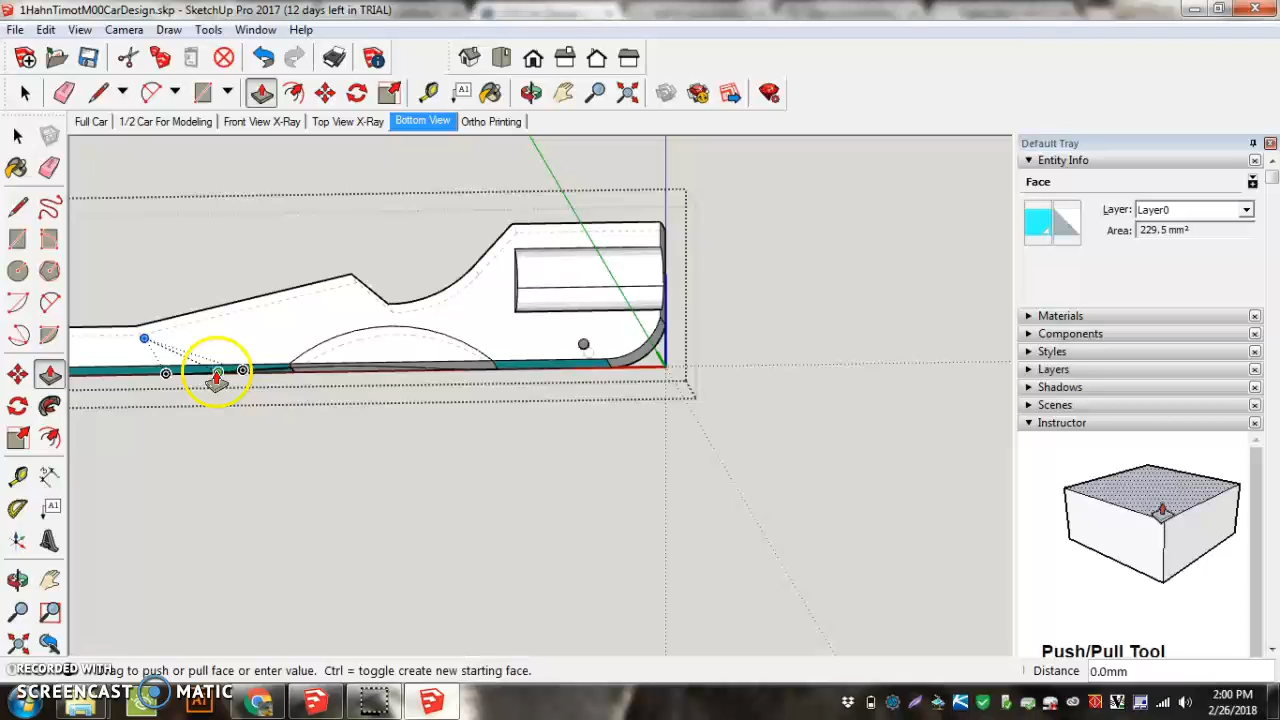 1HahnTimotM00CarDesign.skp - SketchUp Pro 2017 (12 days left in TRIAL)
File Edit View Camera Draw Tools Window Help
Full Car 1/2 Car For Modeling Front View X-Ray Top View X-Ray Bottom View Ortho Printing
Default Tray
Entity Info
Face
Layer: Layer0
Area: 229.5 mm²
Materials
Components
Styles
Layers
Shadows
Scenes
Instructor
Push/Pull Tool
Drag to push or pull face or enter value. Ctrl = toggle create new starting face.
Distance 0.0mm
RECORDED WITH
SCREENCAST MATIC
2:00 PM
2/26/2018